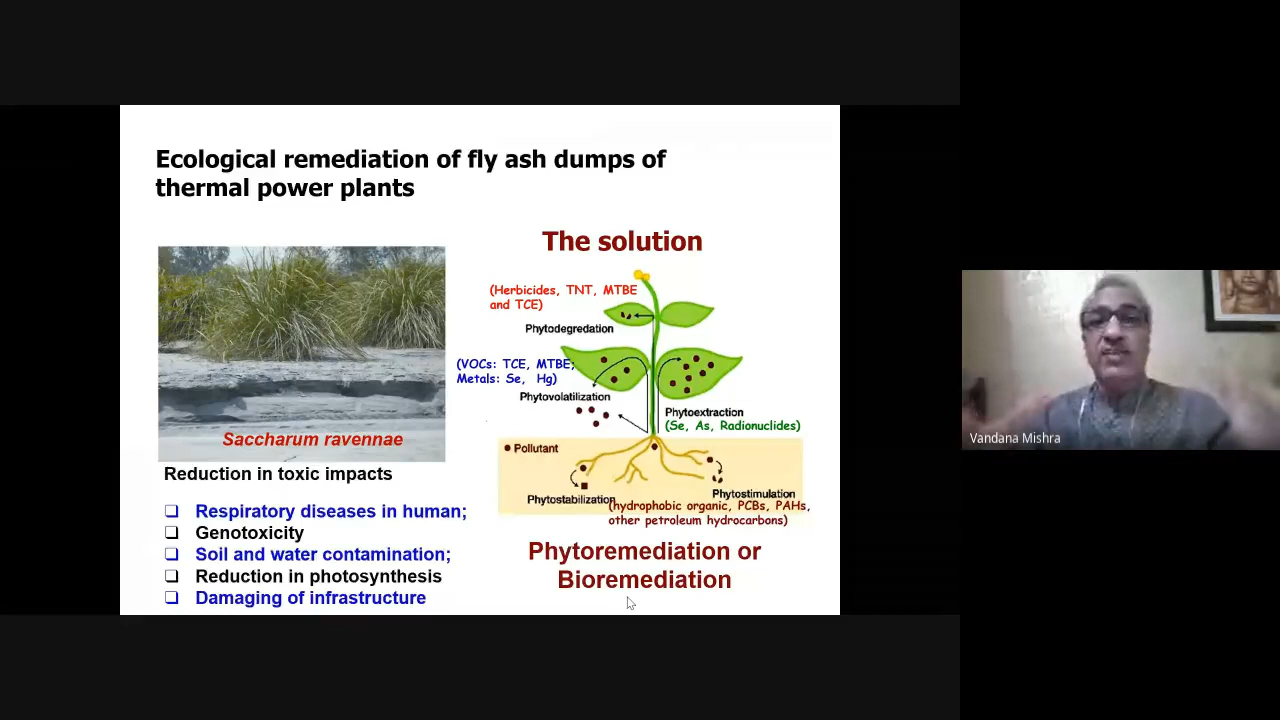 Ecological remediation of fly ash dumps of
thermal power plants
The solution
(Herbicides, TNT, MTBE
and TCE)
Phytodegredation
(VOCs: TCE, MTBE;
Metals: Se, Hg)
Phytovolatilization
Phytoextraction
(Se, As, Radionuclides)
Pollutant
Phytostabilization
Phytostimulation
(hydrophobic organic, PCBs, PAHs,
other petroleum hydrocarbons)
Phytoremediation or
Bioremediation
Saccharum ravennae
Reduction in toxic impacts
Respiratory diseases in human;
Genotoxicity
Soil and water contamination;
Reduction in photosynthesis
Damaging of infrastructure
Vandana Mishra